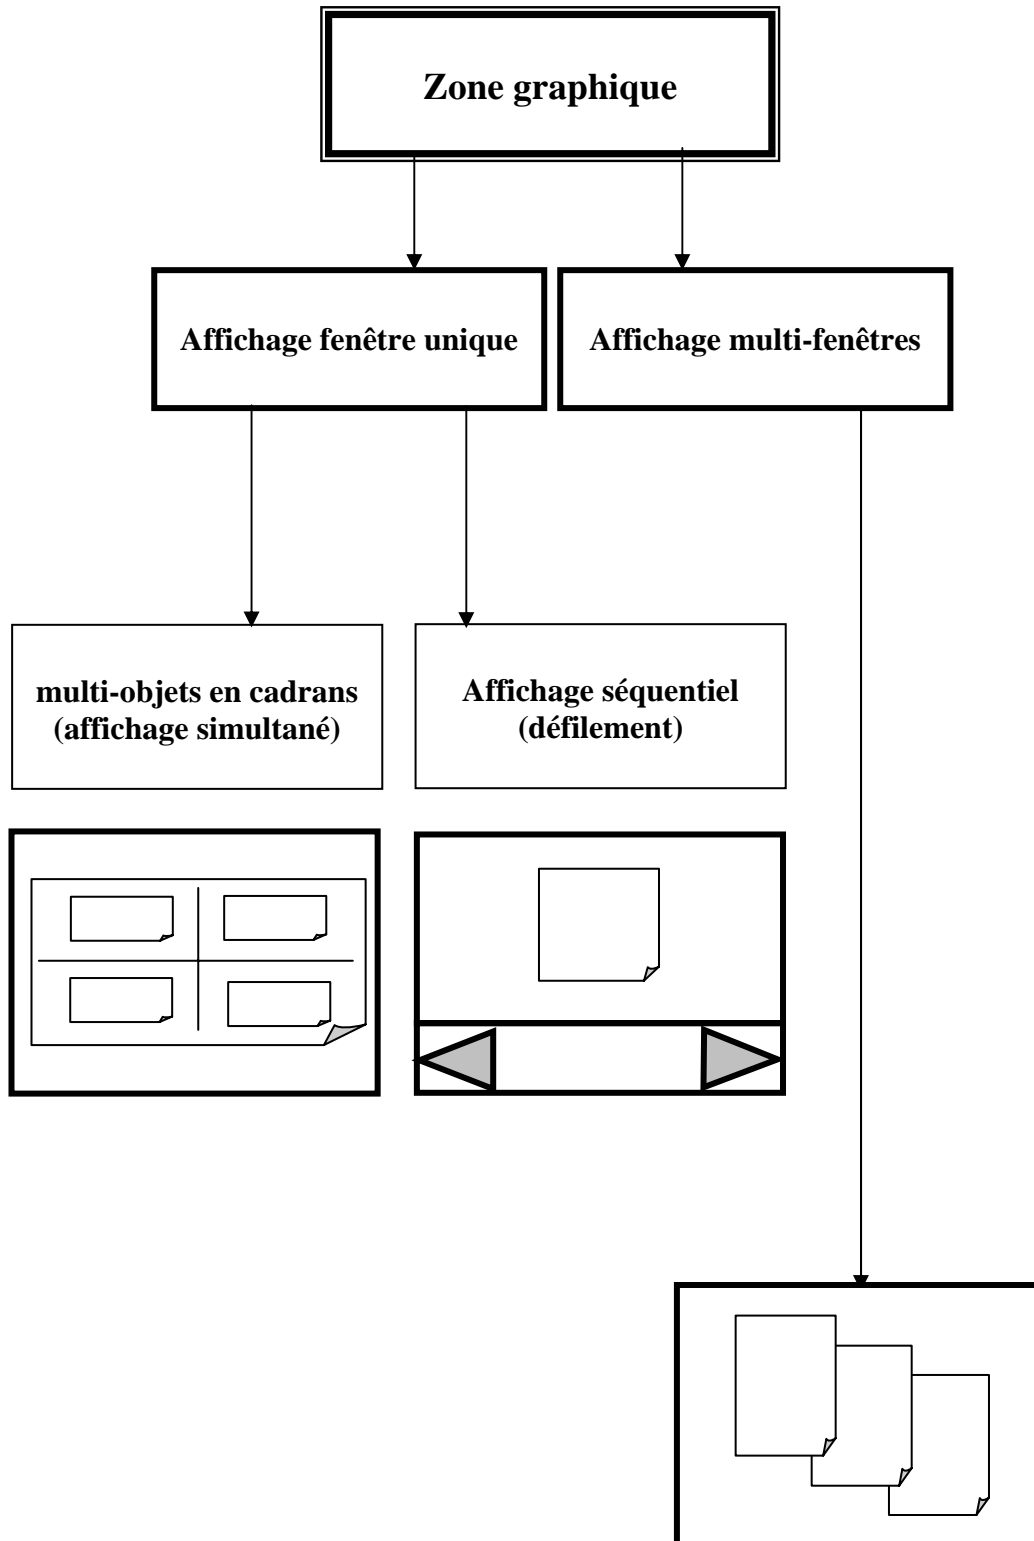 Zone graphique
Affichage fenêtre unique
Affichage multi-fenêtres
multi-objets en cadrans
(affichage simultané)
Affichage séquentiel
(défilement)